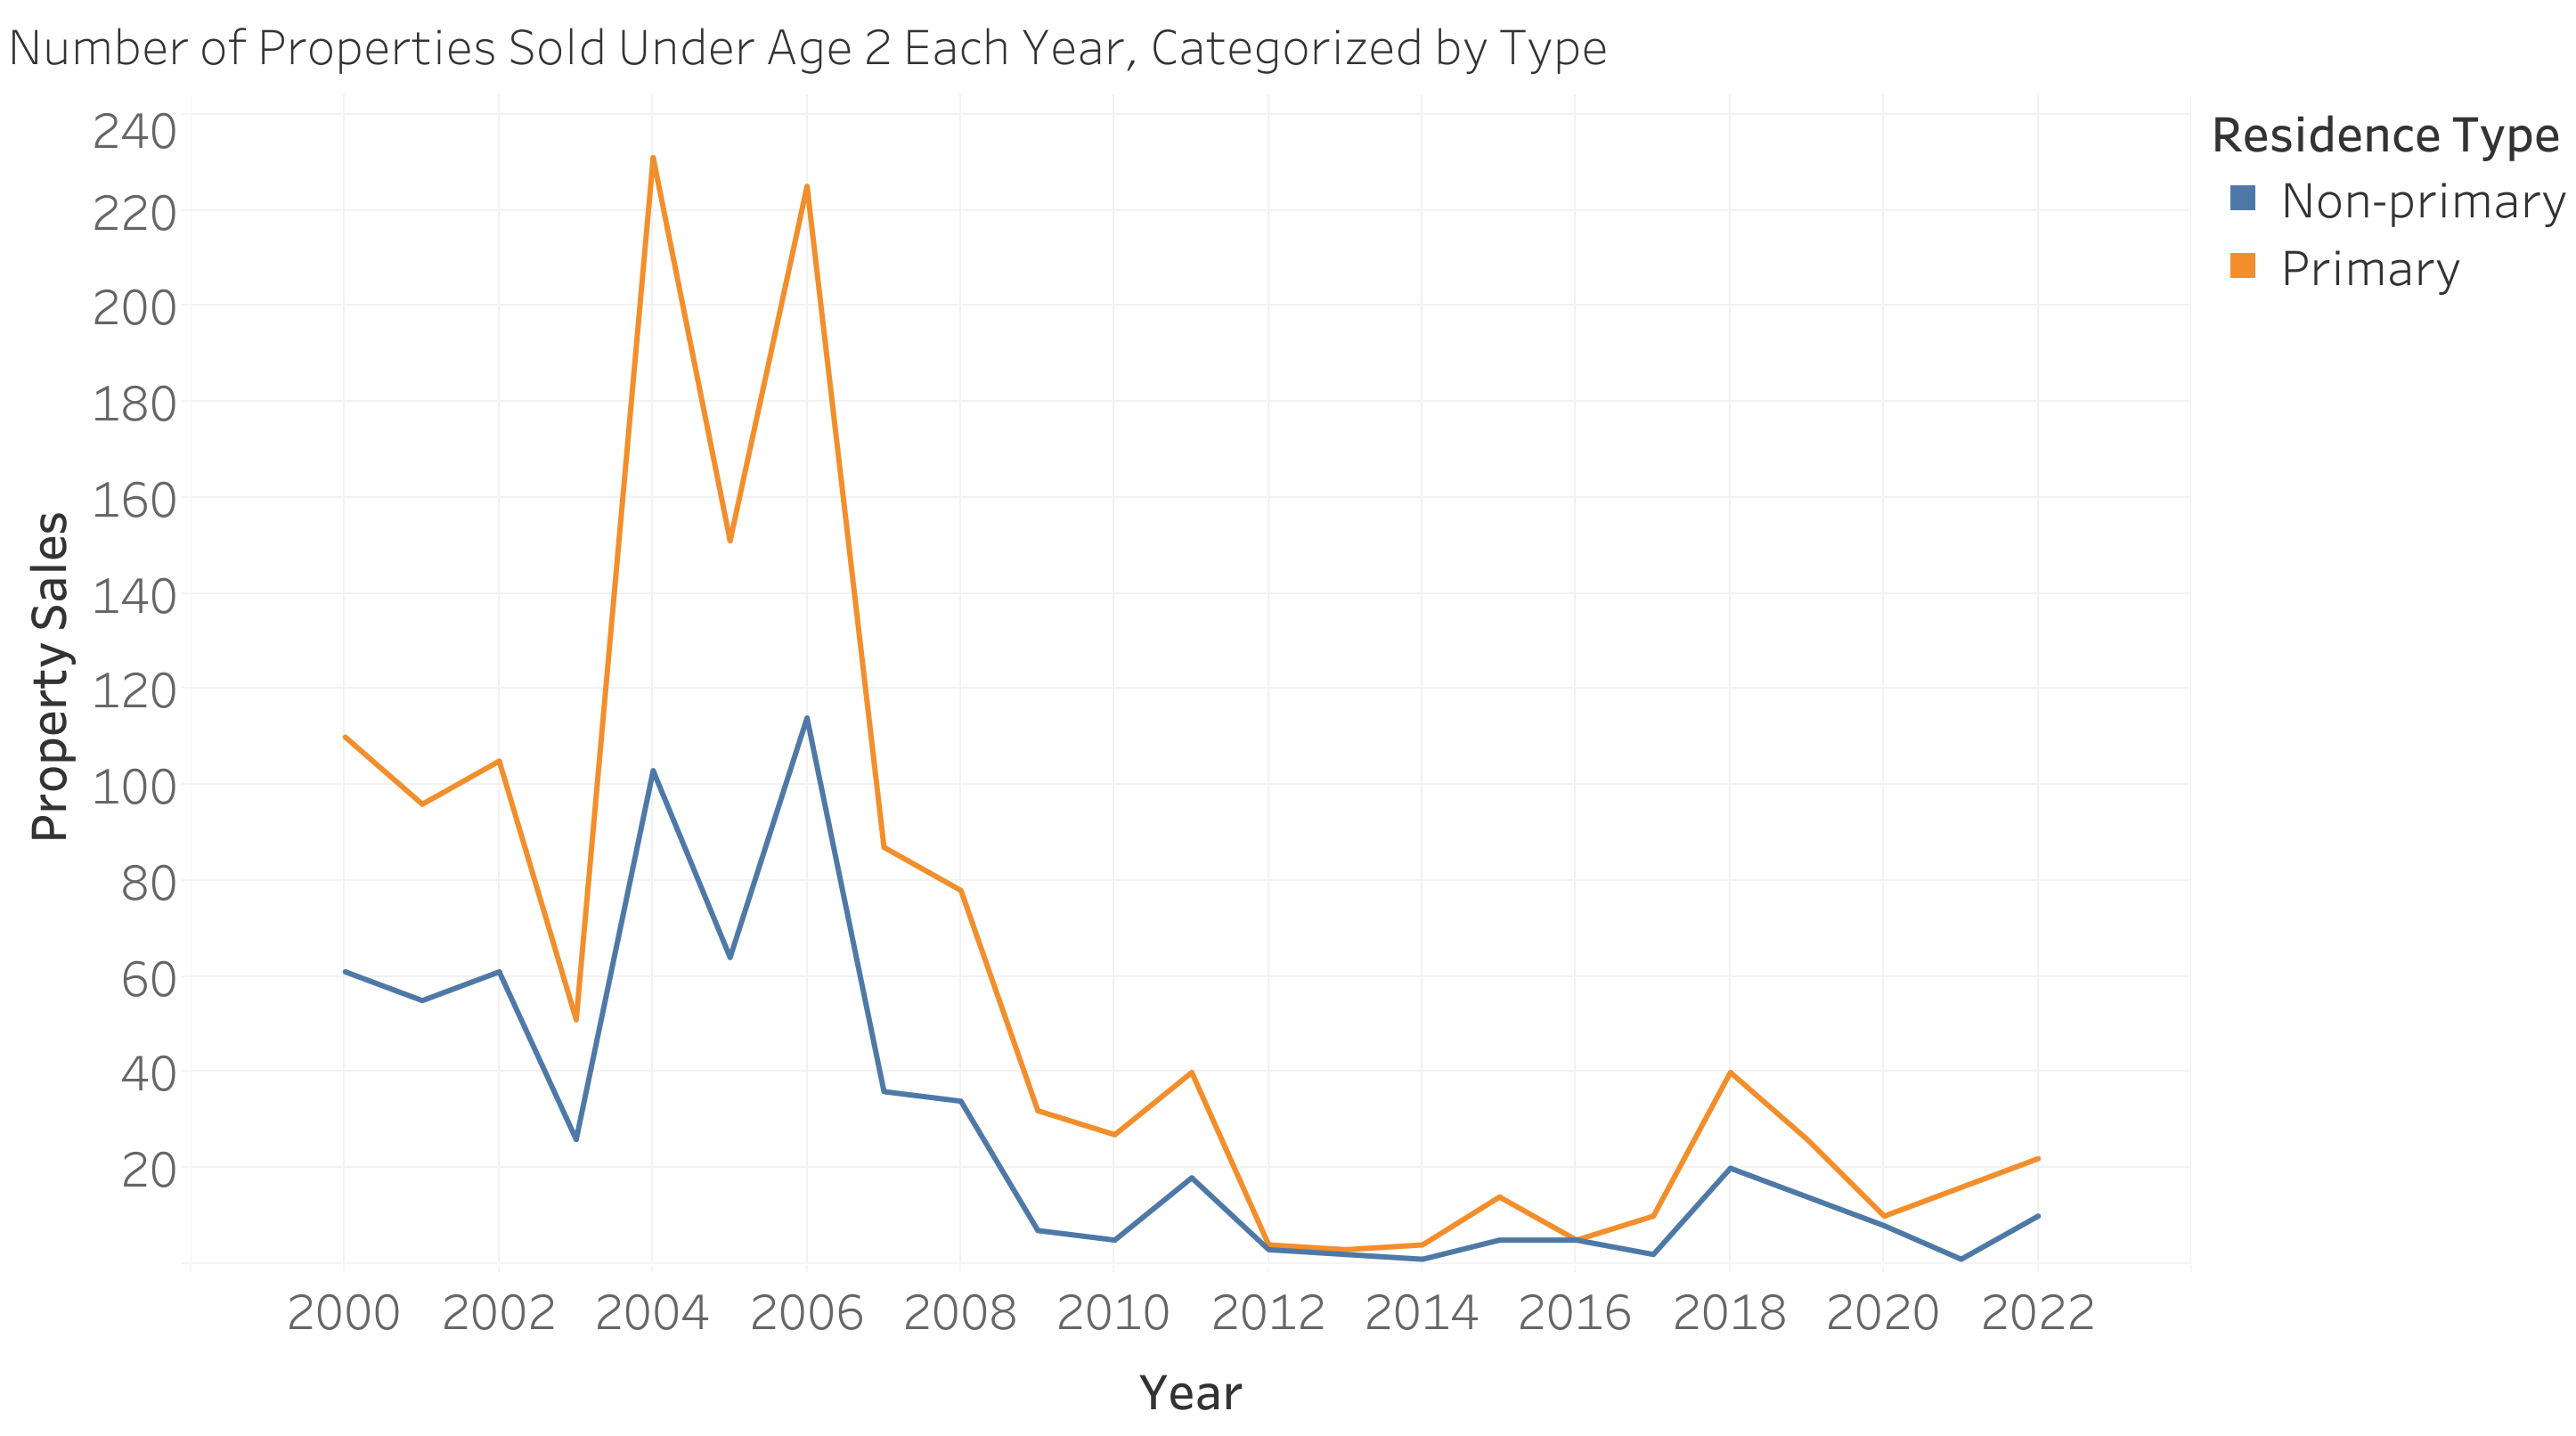 Number of Properties Sold Under Age 2 Each Year, Categorized by Type
Residence Type
Non-primary
Primary
Property Sales
240
220
200
180
160
140
120
100
80
60
40
20
2000 2002 2004 2006 2008 2010 2012 2014 2016 2018 2020 2022
Year